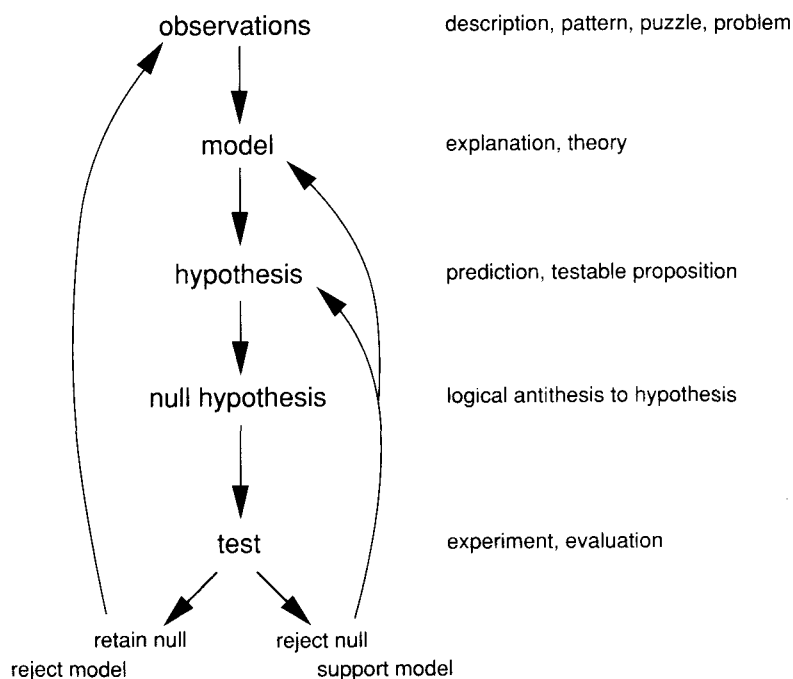 observations description, pattern, puzzle, problem
model explanation, theory
hypothesis prediction, testable proposition
null hypothesis logical antithesis to hypothesis
test experiment, evaluation
retain null reject null
reject model support model